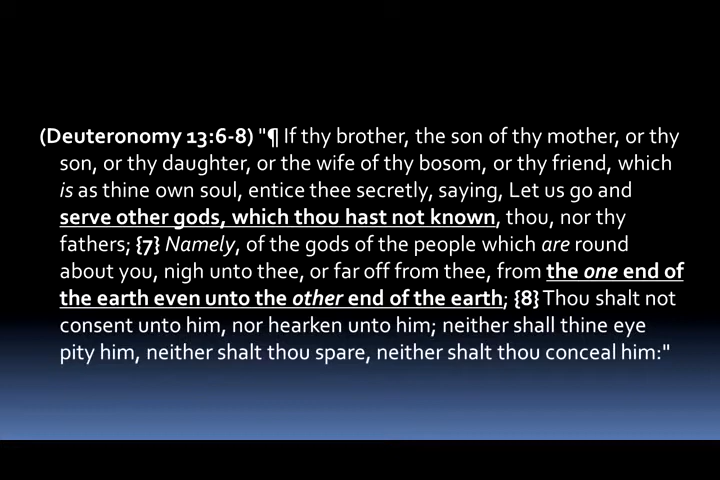 (Deuteronomy 13:6-8) "¶ If thy brother, the son of thy mother, or thy
son, or thy daughter, or the wife of thy bosom, or thy friend, which
is as thine own soul, entice thee secretly, saying, Let us go and
serve other gods, which thou hast not known, thou, nor thy
fathers; {7} Namely, of the gods of the people which are round
about you, nigh unto thee, or far off from thee, from the one end of
the earth even unto the other end of the earth; {8} Thou shalt not
consent unto him, nor hearken unto him; neither shall thine eye
pity him, neither shalt thou spare, neither shalt thou conceal him:"